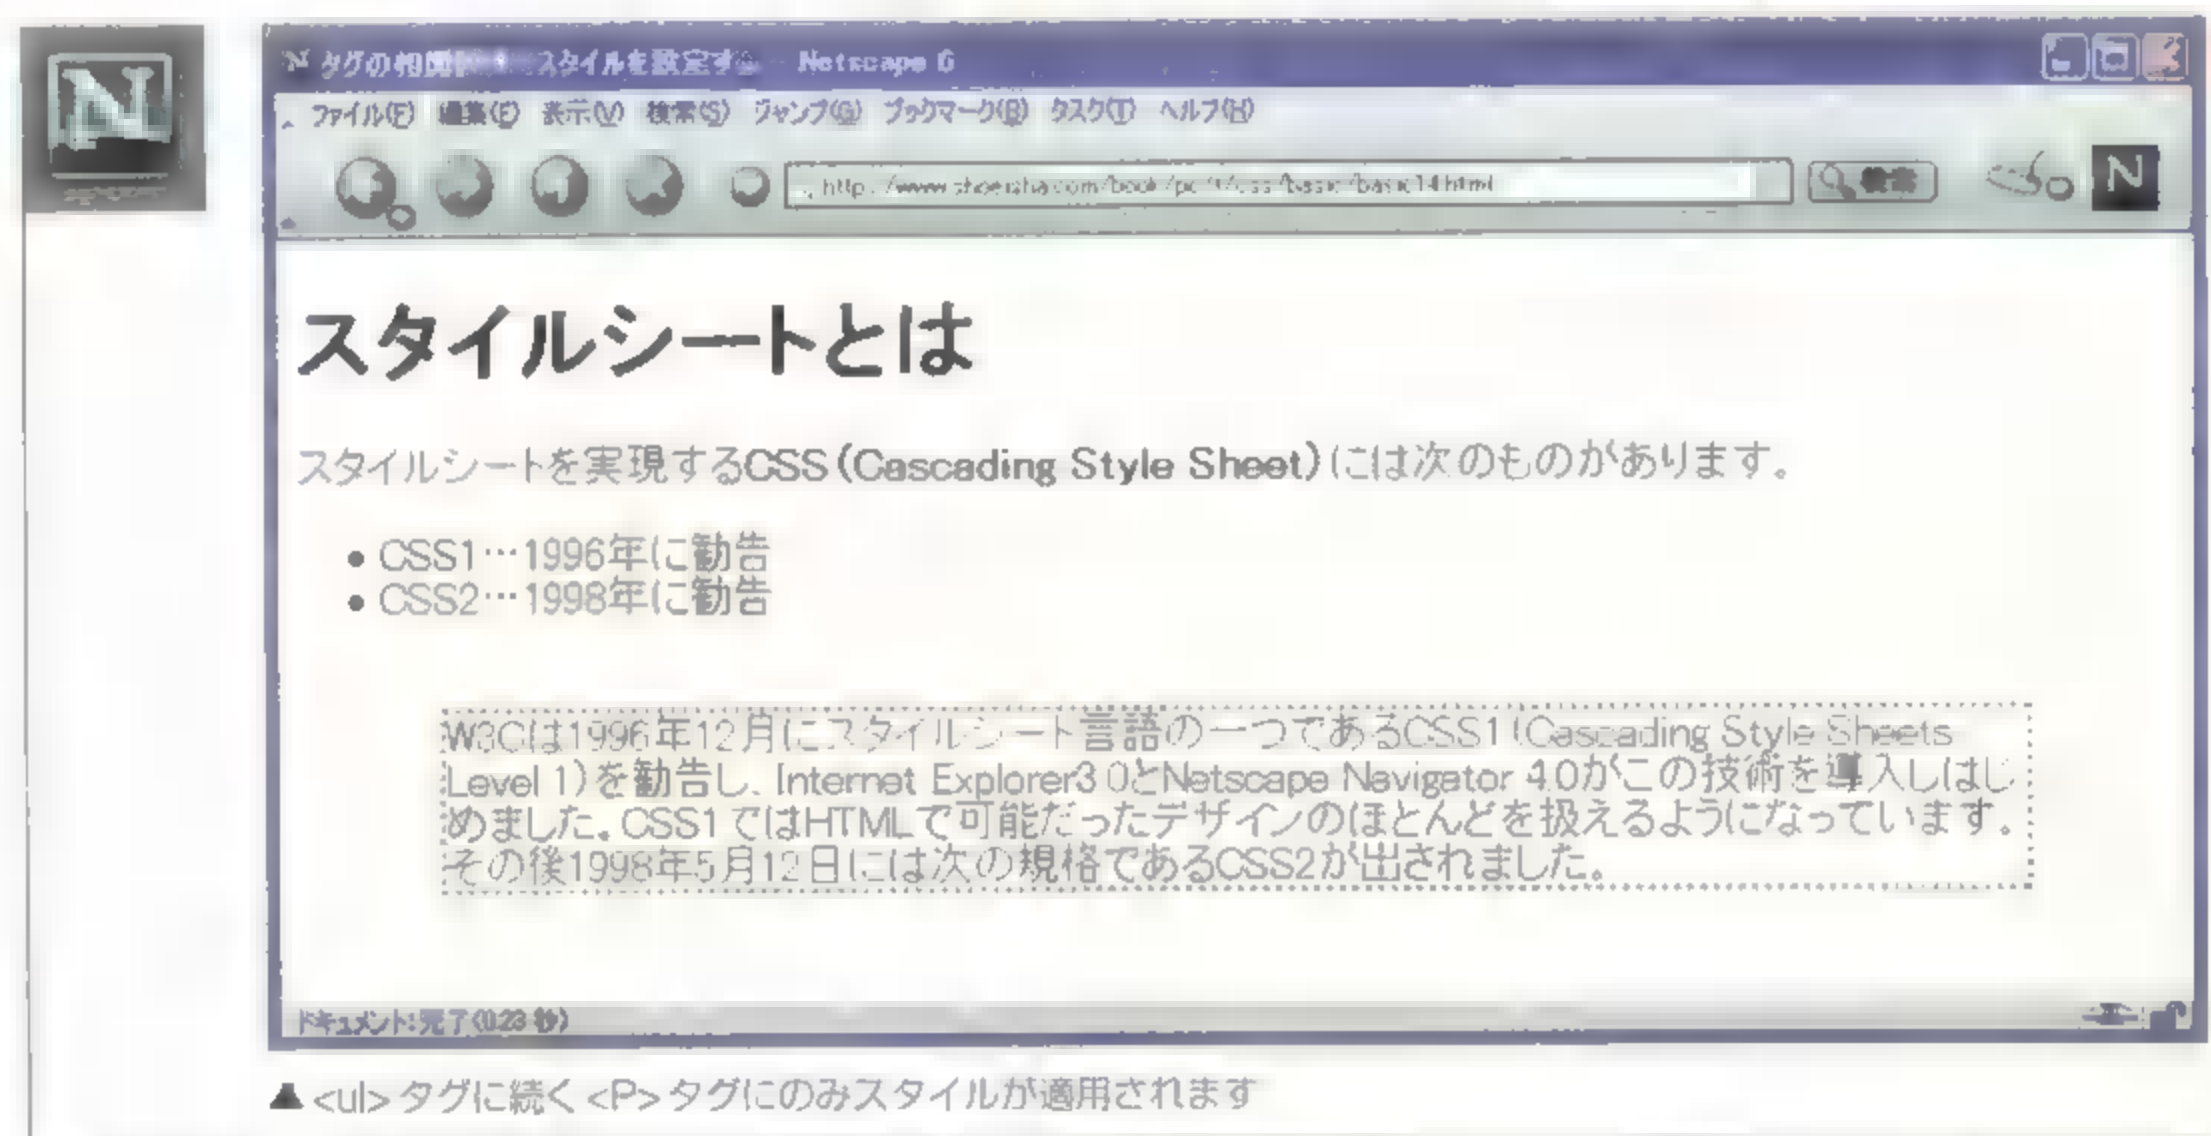 N
タグの スタイルを設定する Netscape 6
ファイル(F) 編集(E) 表示(V) 検索(S) ジャンプ(G) ブックマーク(B) タスク(T) ヘルプ(H)
検索
N
スタイルシートとは
スタイルシートを実現するCSS(Cascading Style Sheet)には次のものがあります。
• CSS1…1996年に勧告
• CSS2…1998年に勧告
W3Cは1996年12月にスタイルシート言語の一つであるCSS1(Cascading Style Sheets
Level 1)を勧告し、Internet Explorer3.0とNetscape Navigator 4.0がこの技術を導入しはじ
めました。CSS1ではHTMLで可能だったデザインのほとんどを扱えるようになっています。
その後1998年5月12日には次の規格であるCSS2が出されました。
ドキュメント:完了(0.23 秒)
▲<ul>タグに続く<P>タグにのみスタイルが適用されます